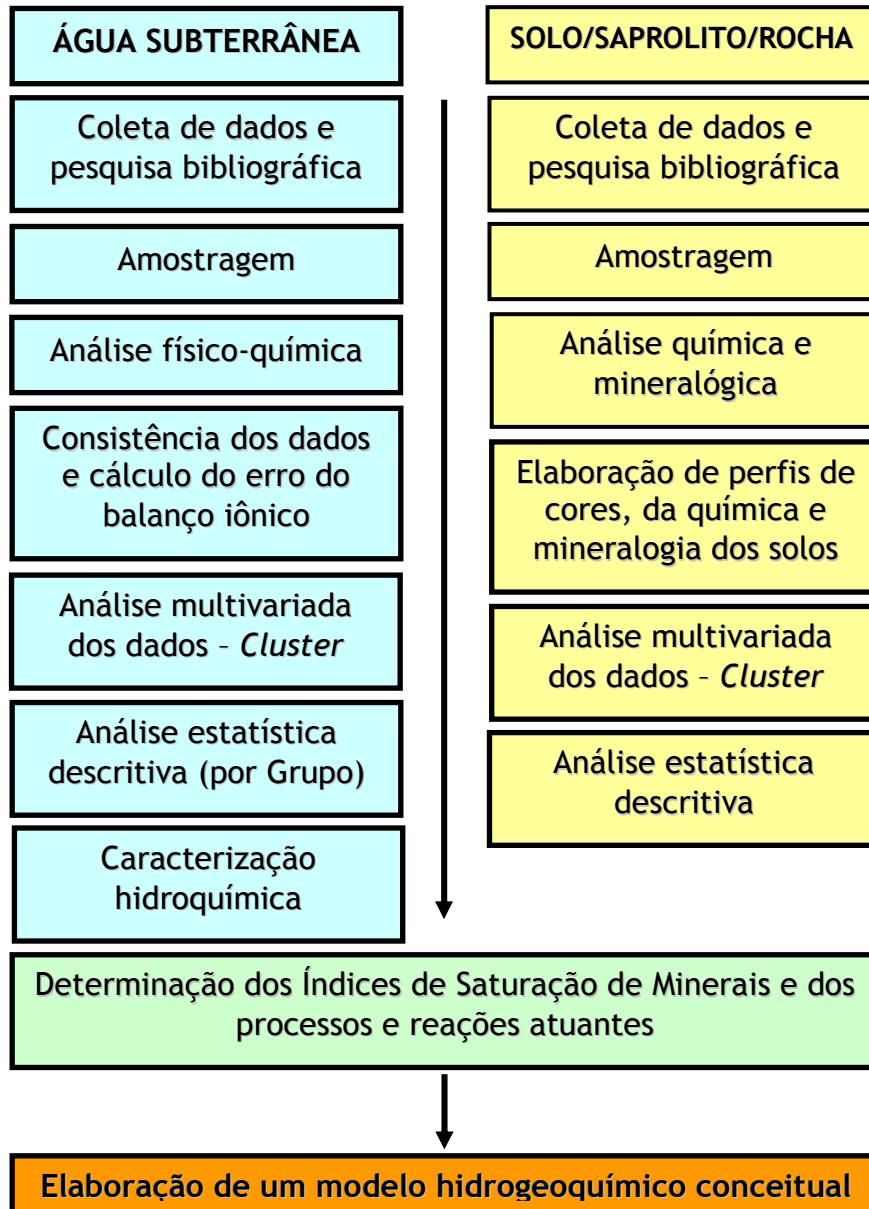 ÁGUA SUBTERRÂNEA
Coleta de dados e
pesquisa bibliográfica
Amostragem
Análise físico-química
Consistência dos dados
e cálculo do erro do
balanço iônico
Análise multivariada
dos dados – Cluster
Análise estatística
descritiva (por Grupo)
Caracterização
hidroquímica
SOLO/SAPROLITO/ROCHA
Coleta de dados e
pesquisa bibliográfica
Amostragem
Análise química e
mineralógica
Elaboração de perfis de
cores, da química e
mineralogia dos solos
Análise multivariada
dos dados – Cluster
Análise estatística
descritiva
Determinação dos Índices de Saturação de Minerais e dos
processos e reações atuantes
Elaboração de um modelo hidrogeoquímico conceitual